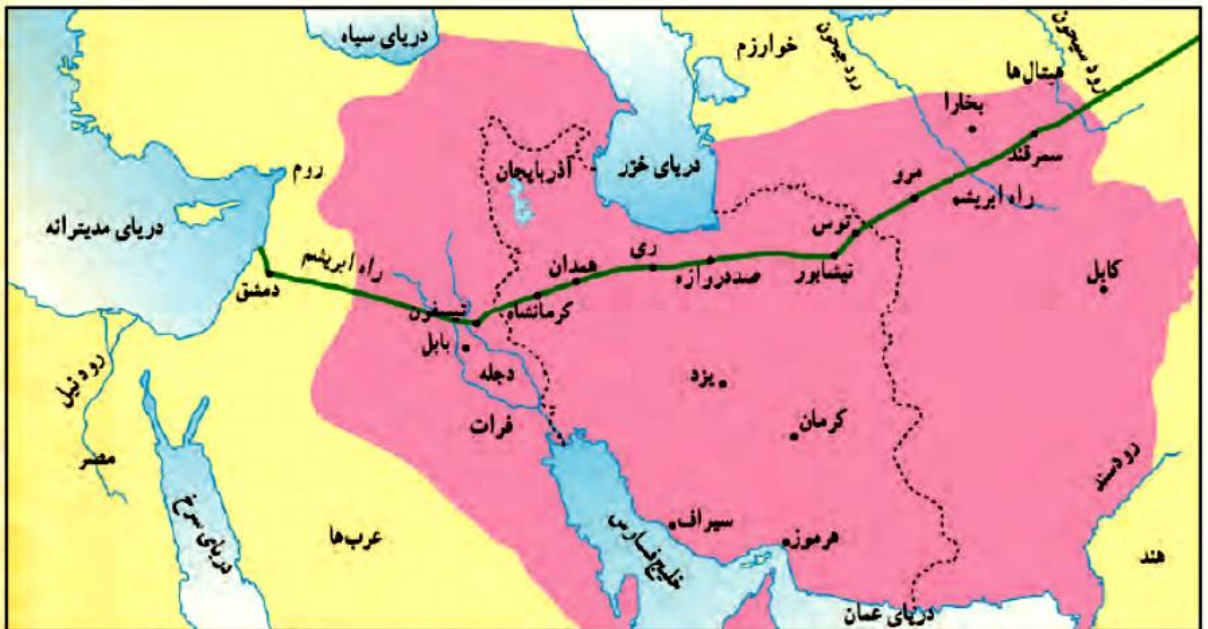 دریای سیاه
خوارزم
رود جیحون
رود سیحون
هیتال‌ها
بخارا
سمرقند
آذربایجان
دریای خزر
روم
مرو
راه ابریشم
توس
دریای مدیترانه
راه ابریشم
دمشق
تیسفون
کرمانشاه
همدان
ری
صددروازه
نیشابور
کابل
بابل
دجله
فرات
یزد
کرمان
رود نیل
مصر
رود سند
دریای سرخ
عرب‌ها
خلیج فارس
سیراف
هرموز
هند
دریای عمان